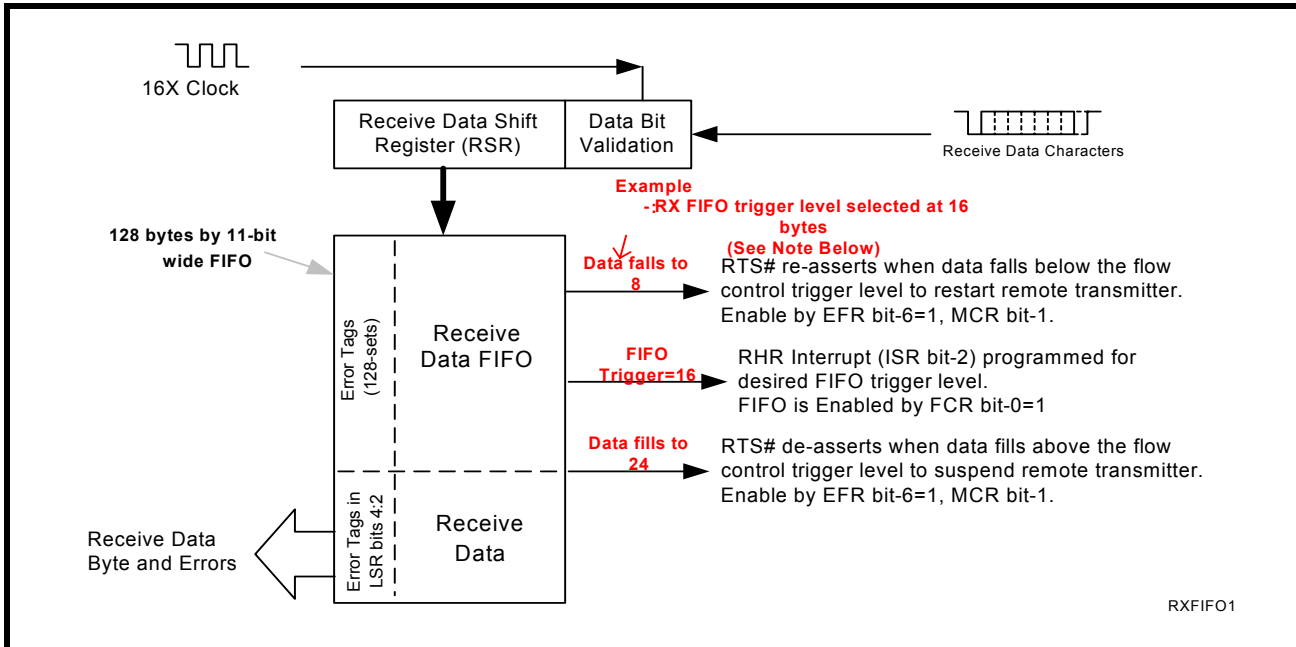 16X Clock
Receive Data Shift
Register (RSR)
Data Bit
Validation
Receive Data Characters
Example
-:RX FIFO trigger level selected at 16
bytes
(See Note Below)
128 bytes by 11-bit
wide FIFO
Data falls to
8
RTS# re-asserts when data falls below the flow
control trigger level to restart remote transmitter.
Enable by EFR bit-6=1, MCR bit-1.
Error Tags
(128-sets)
Receive
Data FIFO
FIFO
Trigger=16
RHR Interrupt (ISR bit-2) programmed for
desired FIFO trigger level.
FIFO is Enabled by FCR bit-0=1
Data fills to
24
RTS# de-asserts when data fills above the flow
control trigger level to suspend remote transmitter.
Enable by EFR bit-6=1, MCR bit-1.
Error Tags in
LSR bits 4:2
Receive
Data
Receive Data
Byte and Errors
RXFIFO1